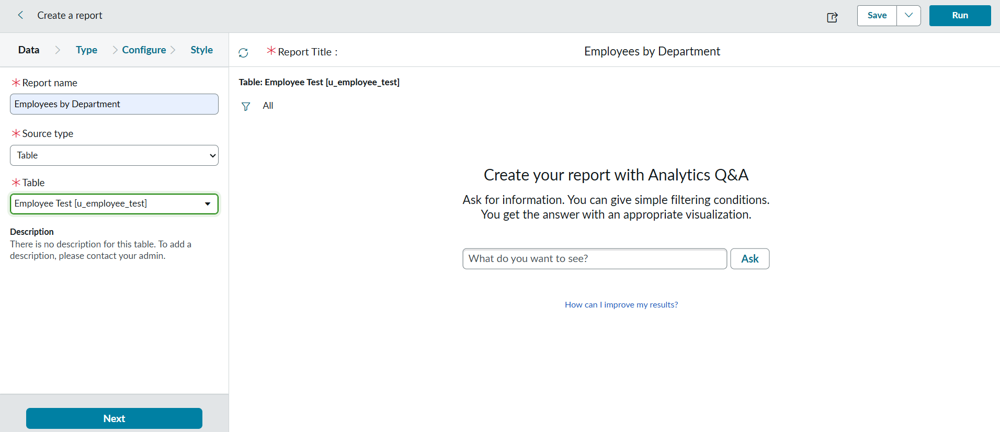 Create a report
Save
Run
Data
Type
Configure
Style
* Report Title :
Employees by Department
* Report name
Employees by Department
* Source type
Table
* Table
Employee Test [u_employee_test]
Description
There is no description for this table. To add a
description, please contact your admin.
Next
Table: Employee Test [u_employee_test]
All
Create your report with Analytics Q&A
Ask for information. You can give simple filtering conditions.
You get the answer with an appropriate visualization.
What do you want to see?
Ask
How can I improve my results?